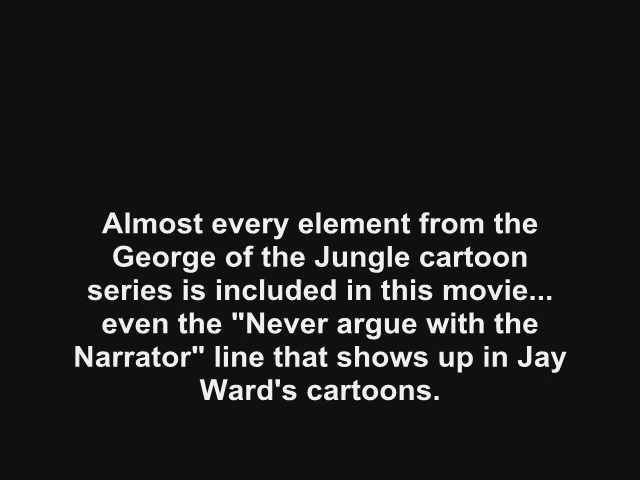 Almost every element from the
George of the Jungle cartoon
series is included in this movie...
even the "Never argue with the
Narrator" line that shows up in Jay
Ward's cartoons.